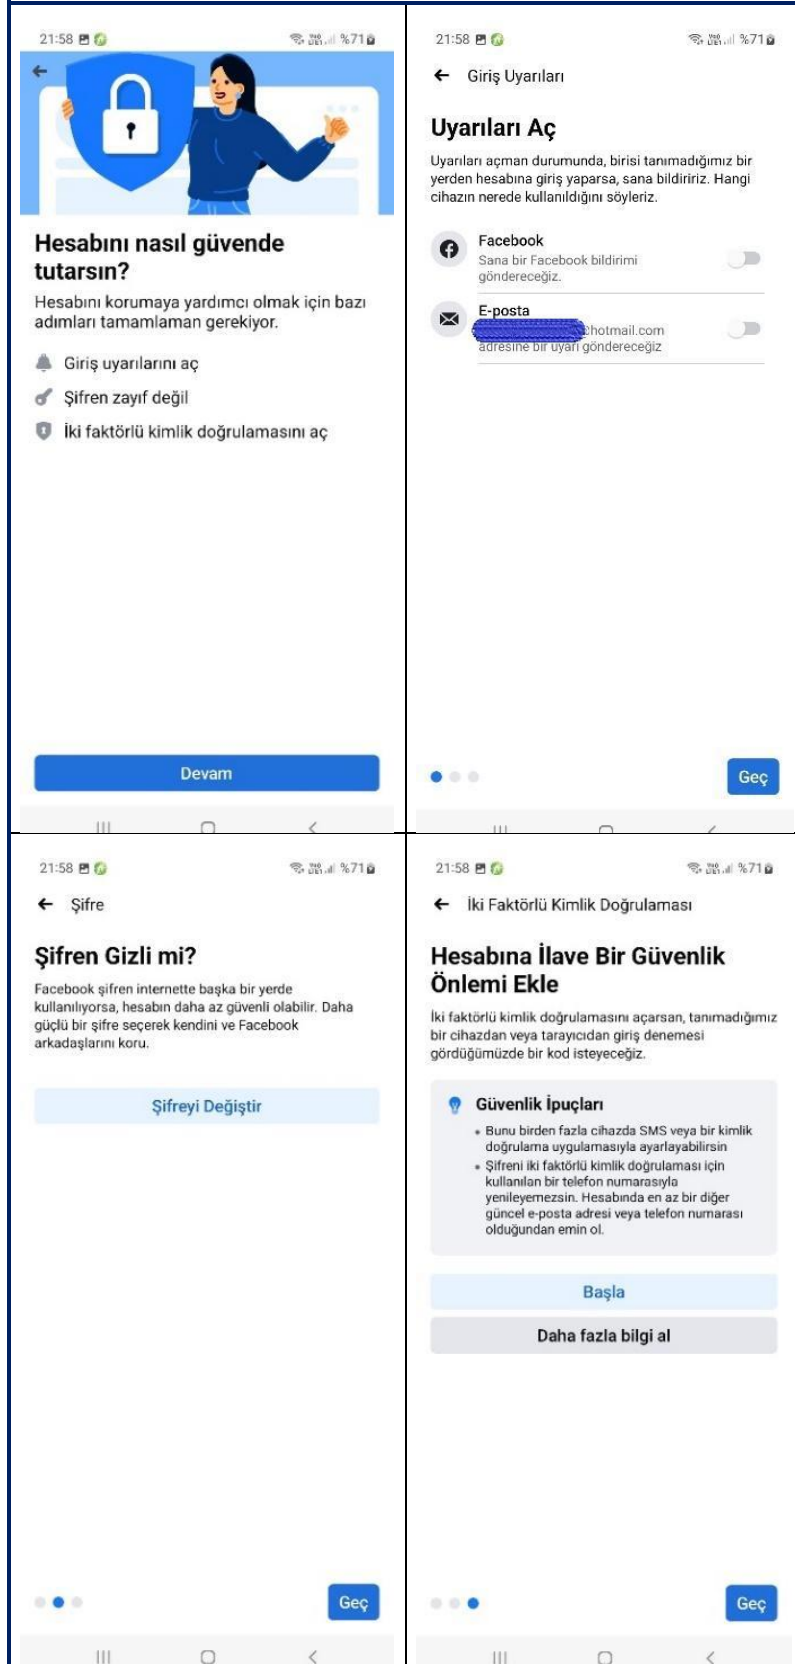 21:58
%71
Hesabını nasıl güvende
tutarsın?
Hesabını korumaya yardımcı olmak için bazı
adımları tamamlaman gerekiyor.
Giriş uyarılarını aç
Şifren zayıf değil
İki faktörlü kimlik doğrulamasını aç
Devam
21:58
%71
Giriş Uyarıları
Uyarıları Aç
Uyarıları açman durumunda, birisi tanımadığımız bir
yerden hesabına giriş yaparsa, sana bildiririz. Hangi
cihazın nerede kullanıldığını söyleriz.
Facebook
Sana bir Facebook bildirimi
göndereceğiz.
E-posta
hotmail.com
adresine bir uyarı göndereceğiz
Geç
21:58
%71
Şifre
Şifren Gizli mi?
Facebook şifren internette başka bir yerde
kullanılıyorsa, hesabın daha az güvenli olabilir. Daha
güçlü bir şifre seçerek kendini ve Facebook
arkadaşlarını koru.
Şifreyi Değiştir
Geç
21:58
%71
İki Faktörlü Kimlik Doğrulaması
Hesabına İlave Bir Güvenlik
Önlemi Ekle
İki faktörlü kimlik doğrulamasını açarsan, tanımadığımız
bir cihazdan veya tarayıcıdan giriş denemesi
gördüğümüzde bir kod isteyeceğiz.
Güvenlik İpuçları
• Bunu birden fazla cihazda SMS veya bir kimlik
doğrulama uygulamasıyla ayarlayabilirsin
• Şifreni iki faktörlü kimlik doğrulaması için
kullanılan bir telefon numarasıyla
yenileyemezsin. Hesabında en az bir diğer
güncel e-posta adresi veya telefon numarası
olduğundan emin ol.
Başla
Daha fazla bilgi al
Geç